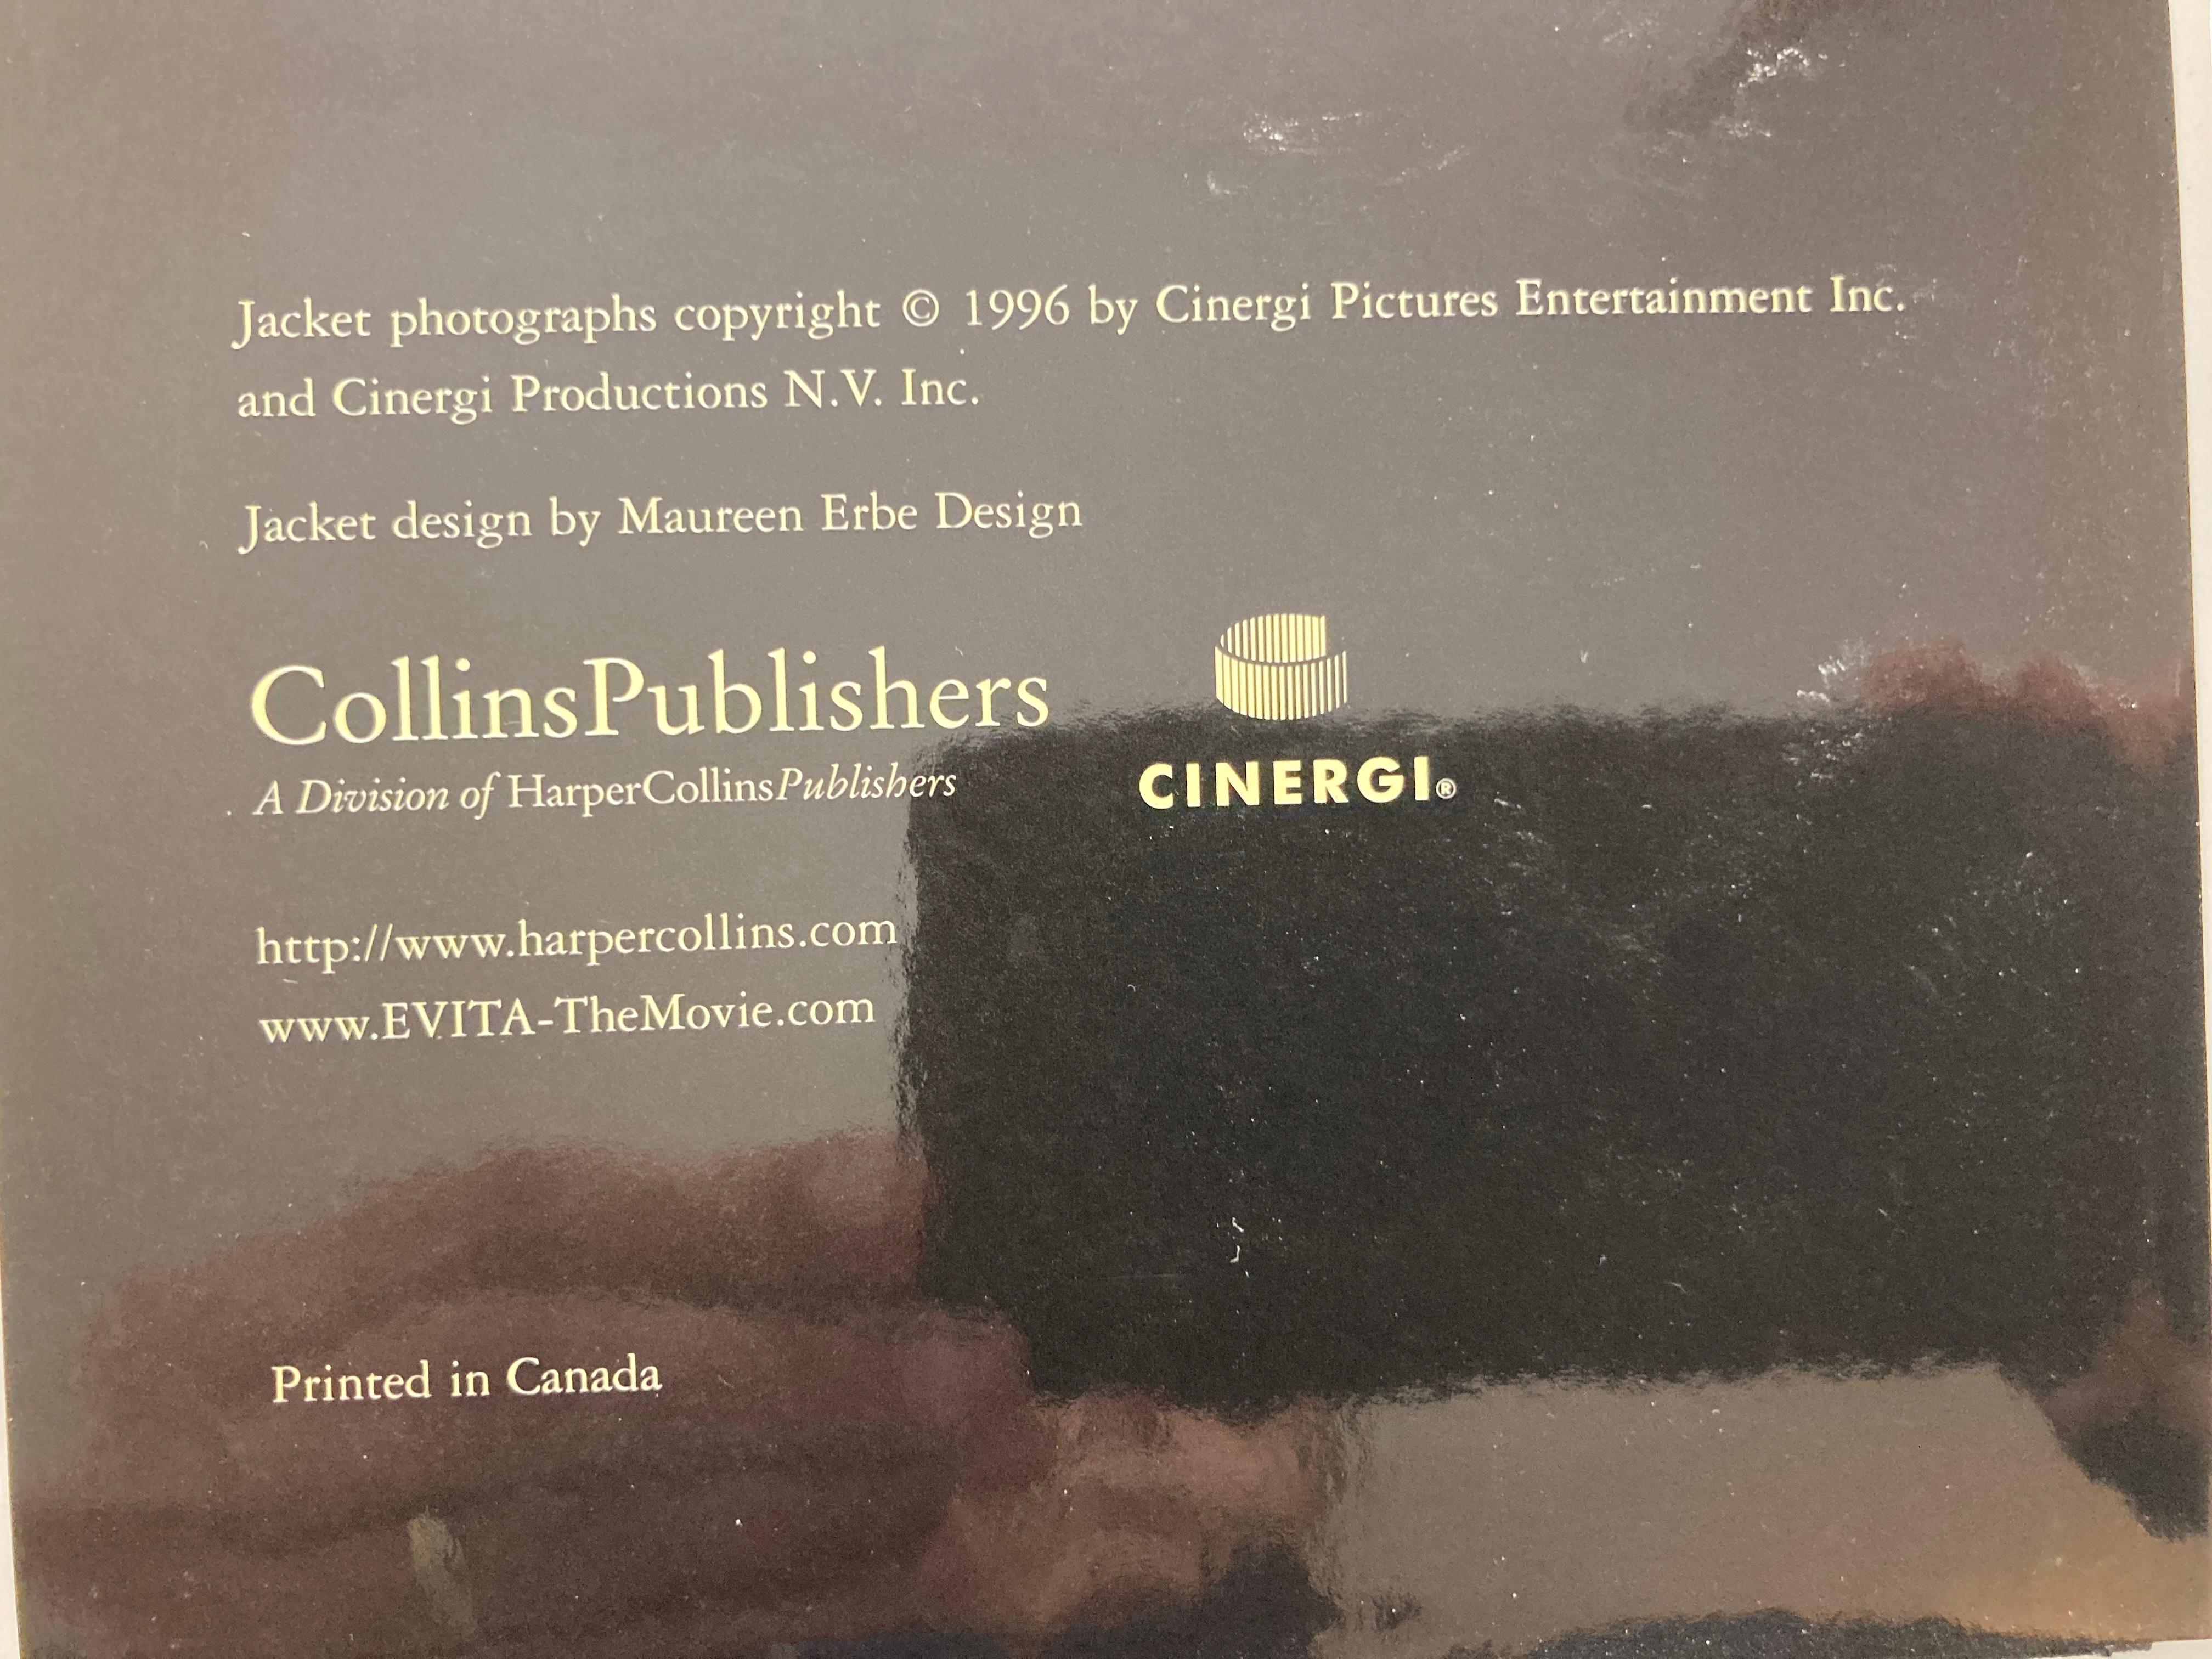 Jacket photographs copyright © 1996 by Cinergi Pictures Entertainment Inc.
and Cinergi Productions N.V. Inc.
Jacket design by Maureen Erbe Design
CollinsPublishers
A Division of HarperCollinsPublishers
CINERGI®
http://www.harpercollins.com
www.EVITA-TheMovie.com
Printed in Canada